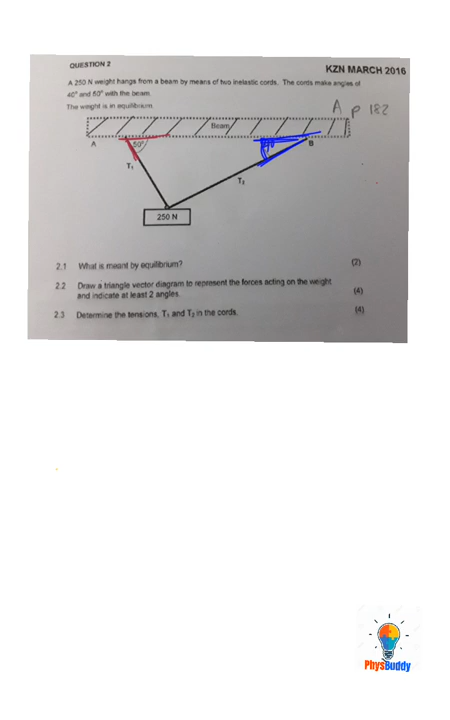 QUESTION 2
KZN MARCH 2016
A 250 N weight hangs from a beam by means of two inelastic cords. The cords make angles of
40° and 50° with the beam.
The weight is in equilibrium.
A p 182
Beam
A
50°
40°
B
T₁
T₂
250 N
2.1 What is meant by equilibrium? (2)
2.2 Draw a triangle vector diagram to represent the forces acting on the weight
and indicate at least 2 angles. (4)
2.3 Determine the tensions, T₁ and T₂ in the cords. (4)
PhysBuddy